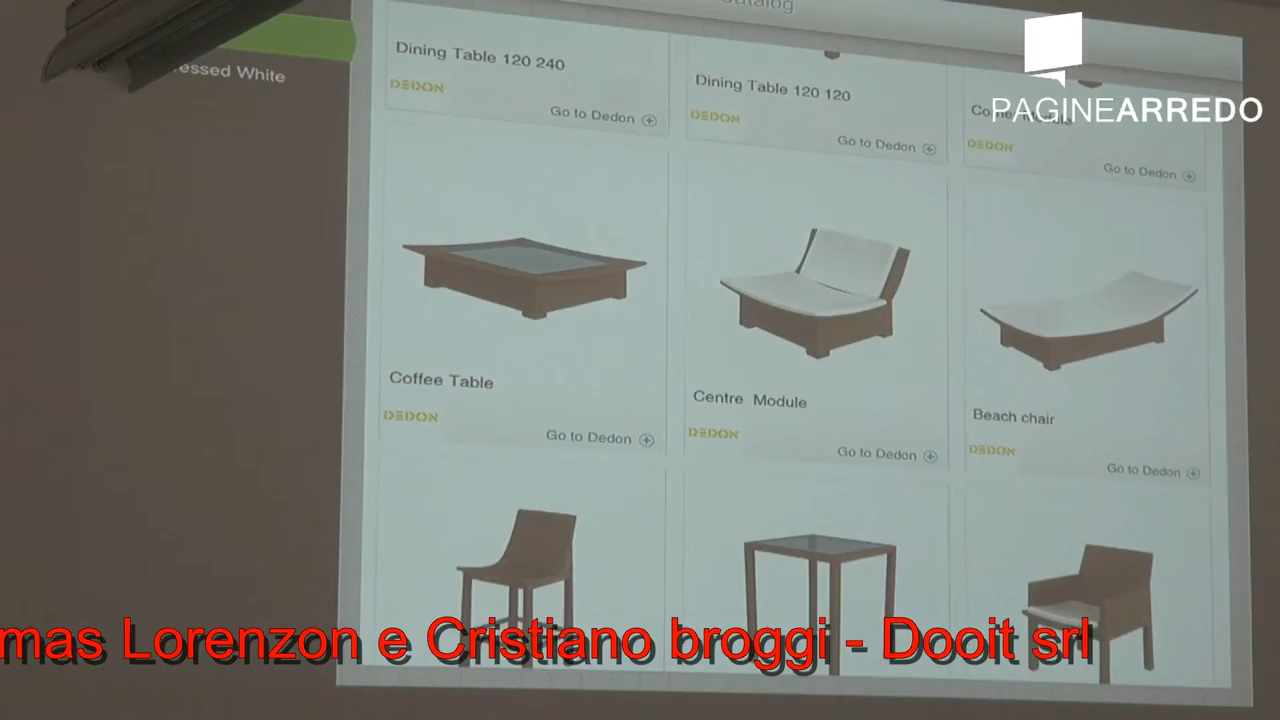 Catalog
essed White
Dining Table 120 240
DEDON
Go to Dedon
Dining Table 120 120
DEDON
Go to Dedon
DEDON
Go to Dedon
PAGINEARREDO
Coffee Table
DEDON
Go to Dedon
Centre Module
DEDON
Go to Dedon
Beach chair
DEDON
Go to Dedon
mas Lorenzon e Cristiano broggi - Dooit srl